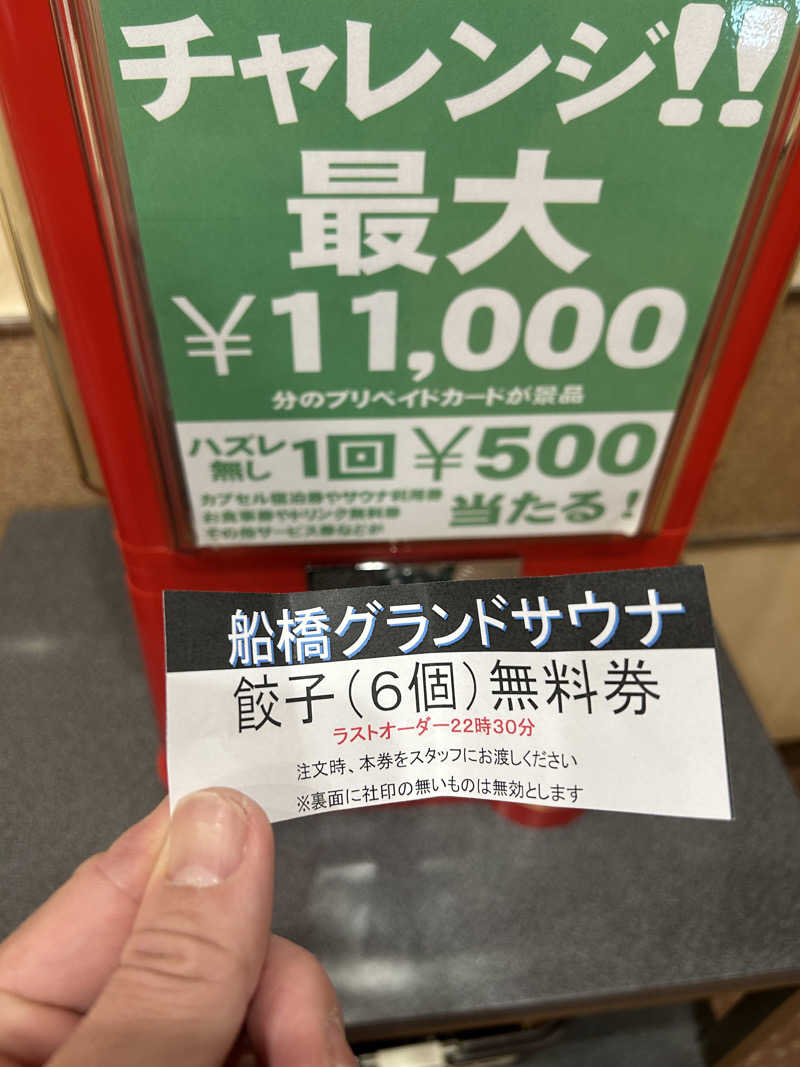 チャレンジ!!
最大
¥11,000
分のプリペイドカードが景品
ハズレ無し 1回 ¥500
カプセル宿泊券やサウナ利用券
お食事券やドリンク無料券
その他サービス券などが
当たる!
船橋グランドサウナ
餃子(6個)無料券
ラストオーダー22時30分
注文時、本券をスタッフにお渡しください
※裏面に社印の無いものは無効とします